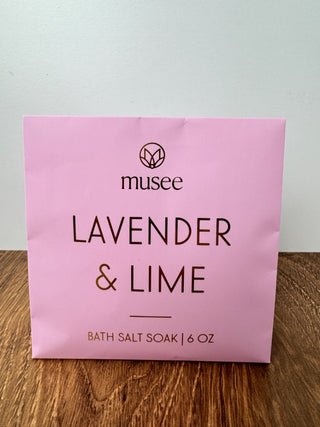 musee
LAVENDER
& LIME
BATH SALT SOAK | 6 OZ